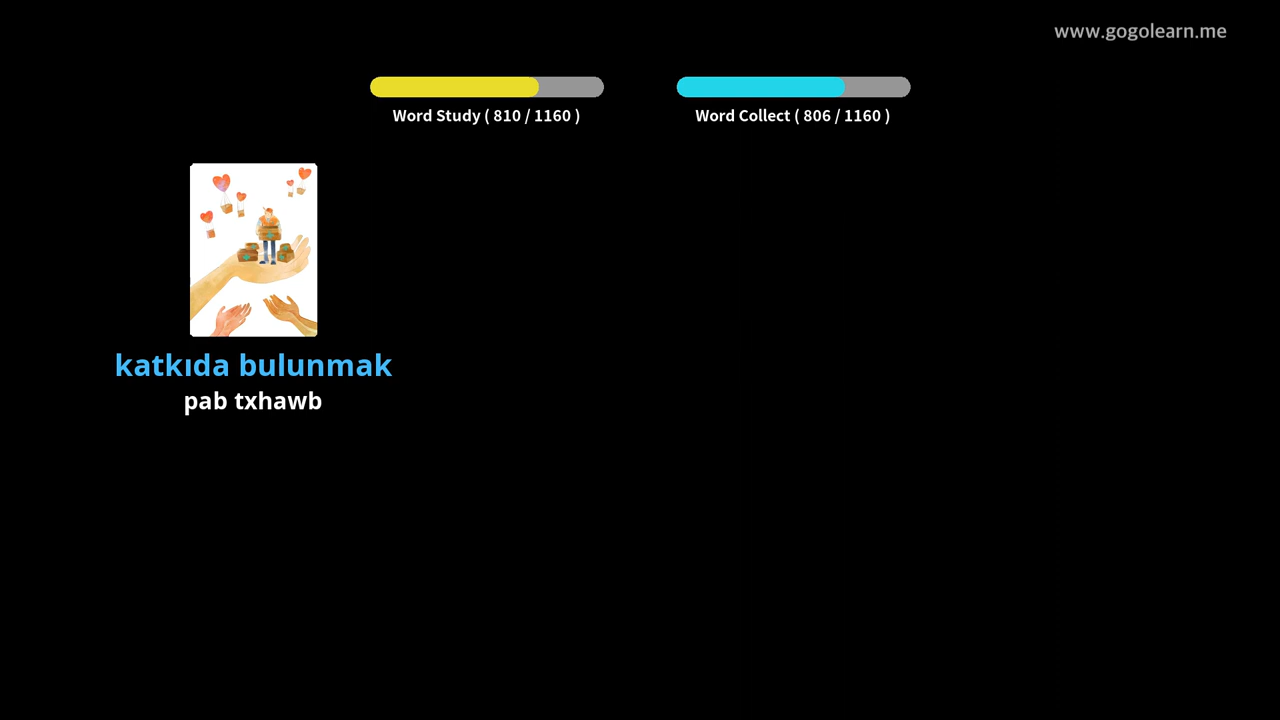 www.gogolearn.me
Word Study ( 810 / 1160 )
Word Collect ( 806 / 1160 )
katkıda bulunmak
pab txhawb